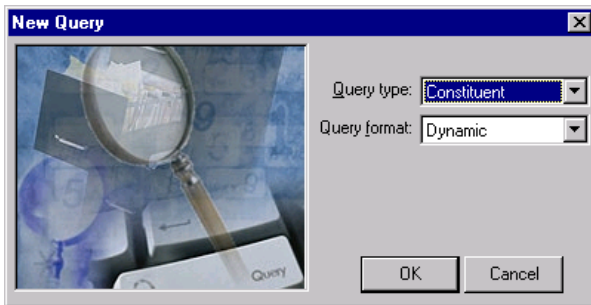 New Query
Query type: Constituent
Query format: Dynamic
Query
OK Cancel